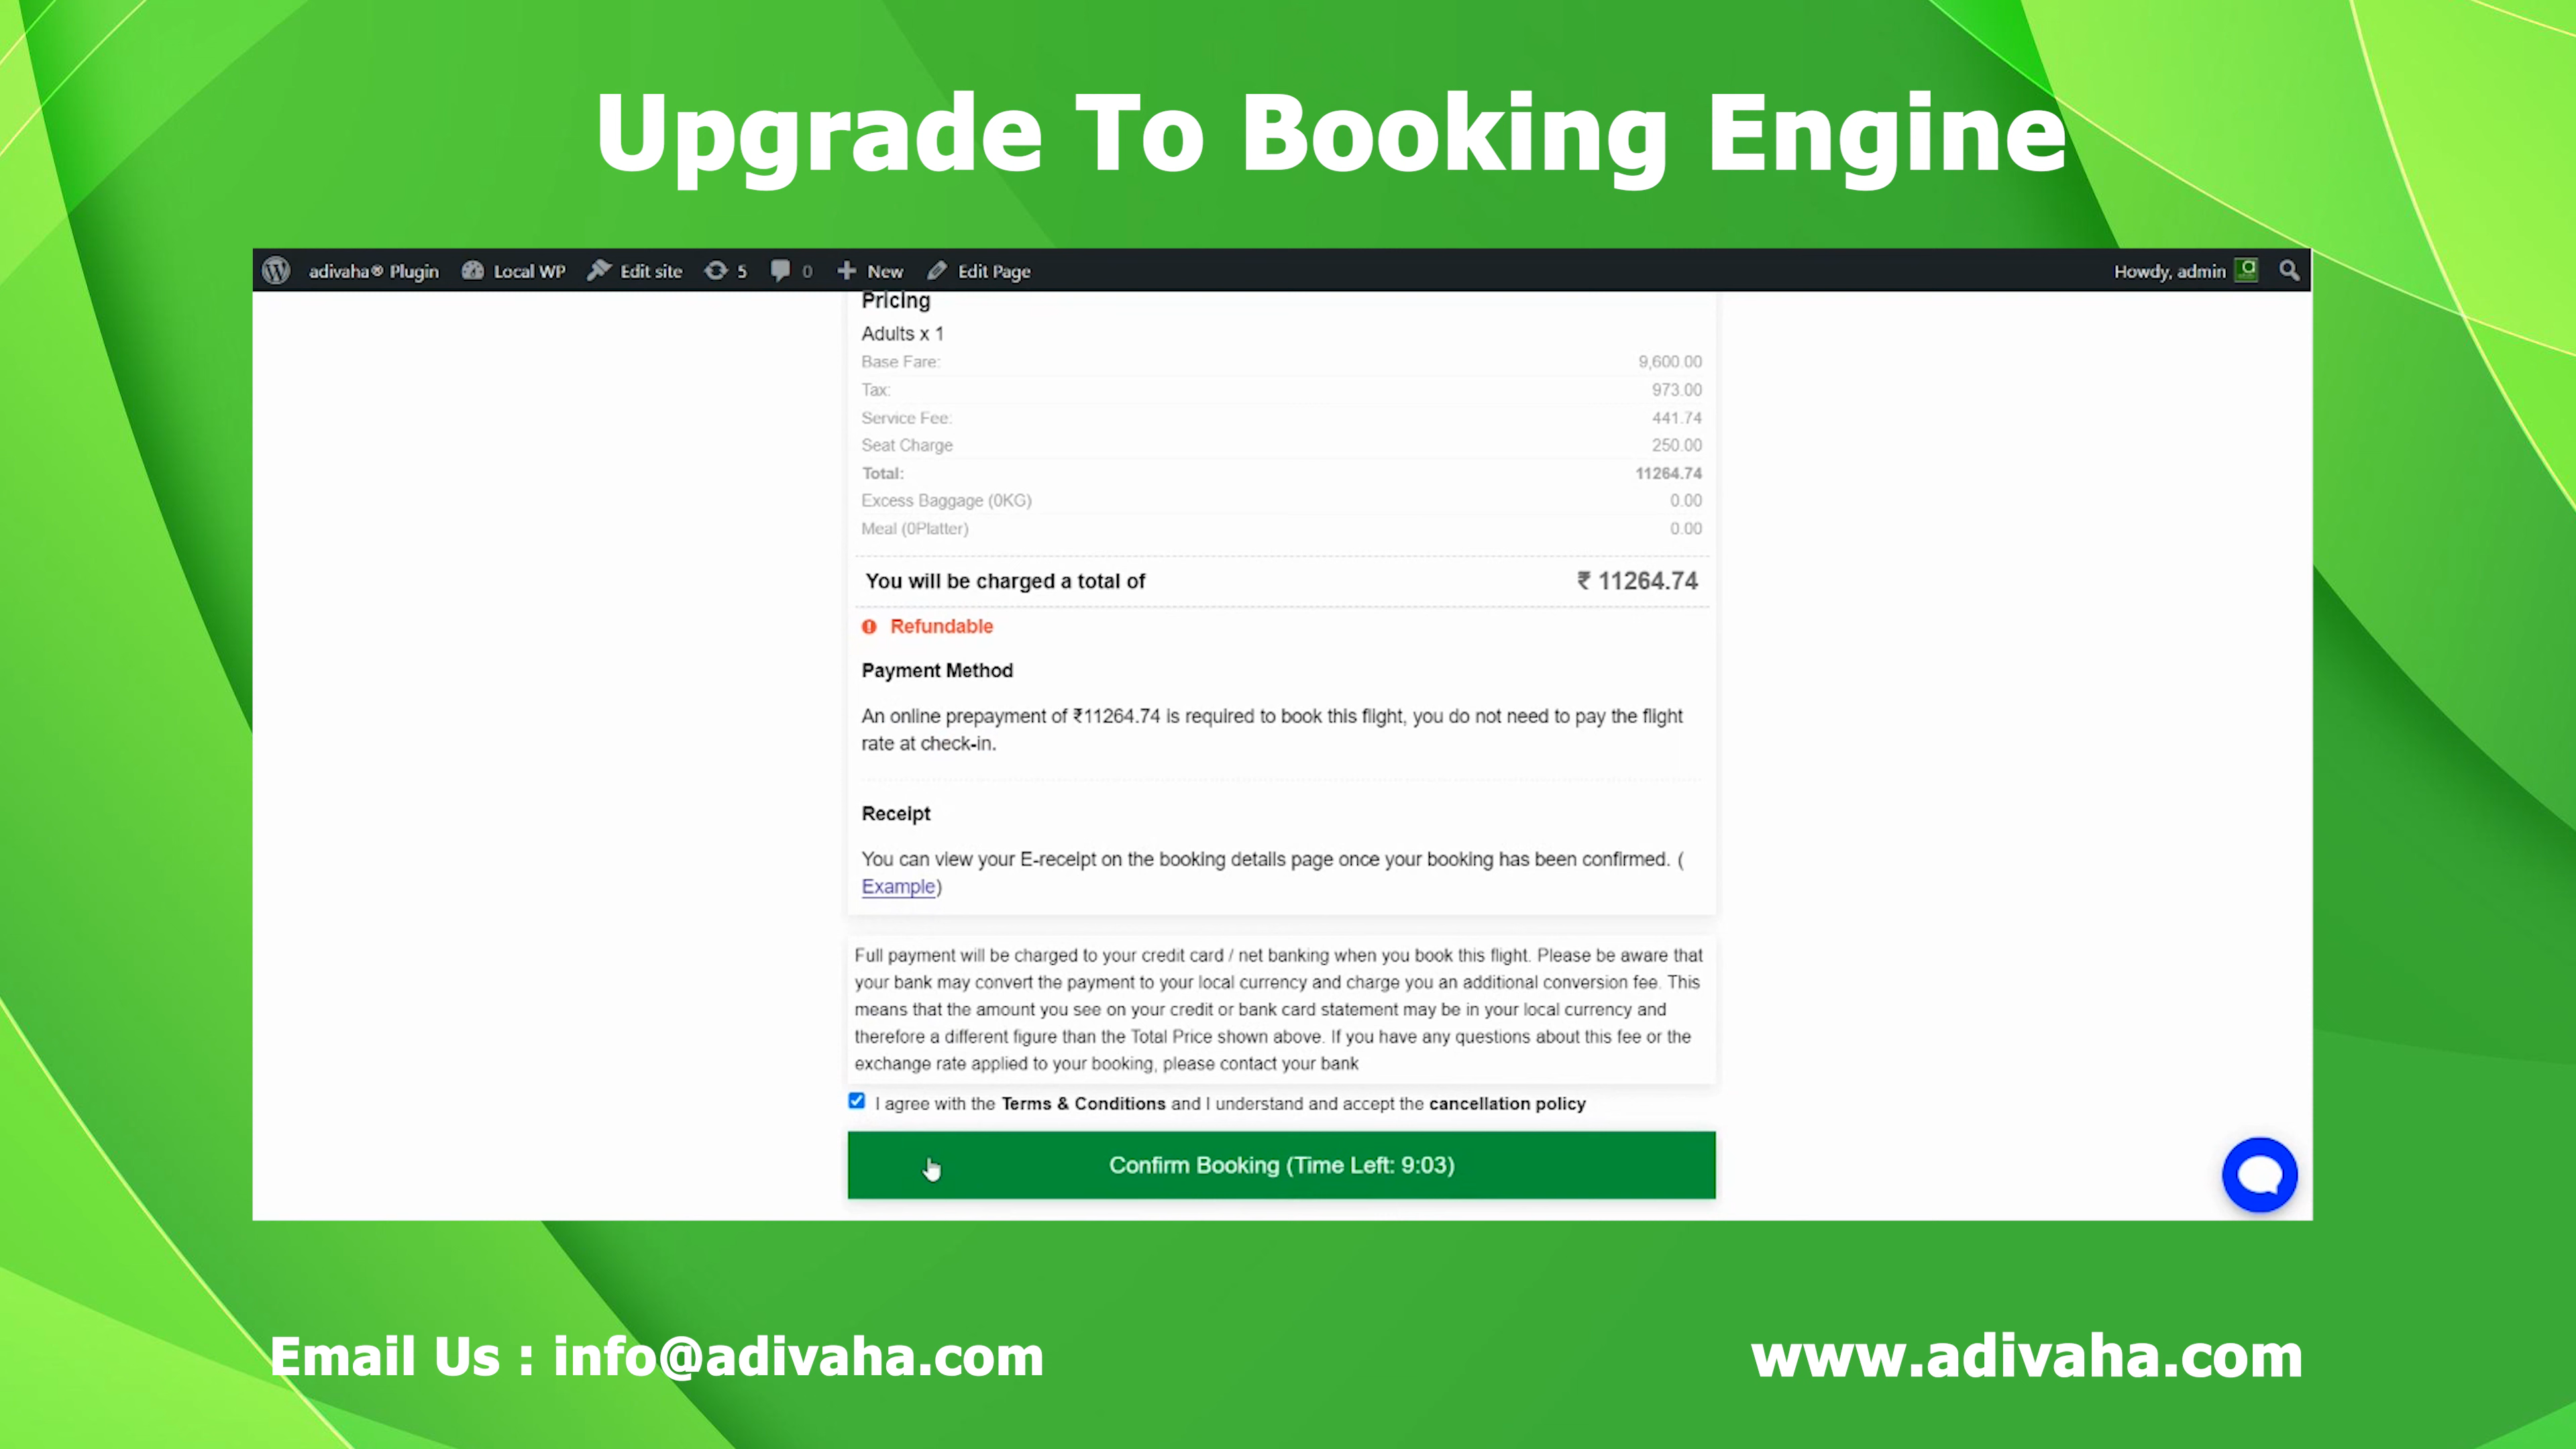 Upgrade To Booking Engine
adivaha® Plugin Local WP Edit site 5 0 New Edit Page Howdy, admin
Pricing
Adults x 1
Base Fare: 9,600.00
Tax: 973.00
Service Fee: 441.74
Seat Charge 250.00
Total: 11264.74
Excess Baggage (0KG) 0.00
Meal (0Platter) 0.00
You will be charged a total of ₹ 11264.74
Refundable
Payment Method
An online prepayment of ₹11264.74 is required to book this flight, you do not need to pay the flight
rate at check-in.
Receipt
You can view your E-receipt on the booking details page once your booking has been confirmed. (
Example)
Full payment will be charged to your credit card / net banking when you book this flight. Please be aware that
your bank may convert the payment to your local currency and charge you an additional conversion fee. This
means that the amount you see on your credit or bank card statement may be in your local currency and
therefore a different figure than the Total Price shown above. If you have any questions about this fee or the
exchange rate applied to your booking, please contact your bank
I agree with the Terms & Conditions and I understand and accept the cancellation policy
Confirm Booking (Time Left: 9:03)
Email Us : info@adivaha.com
www.adivaha.com